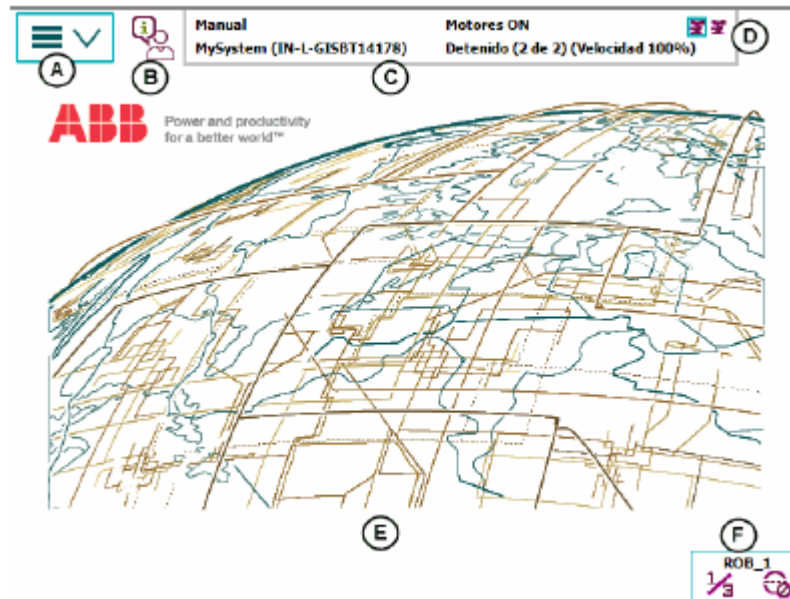 Manual
Motores ON
MySystem (IN-L-GISBT14178)
Detenido (2 de 2) (Velocidad 100%)
A
B
C
D
ABB
Power and productivity
for a better world™
E
F
ROB_1
1/3